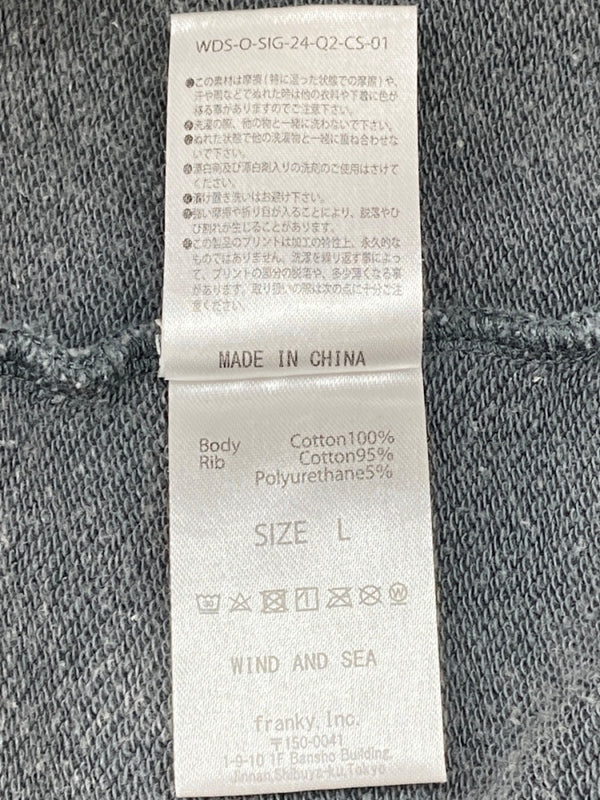 WDS-O-SIG-24-Q2-CS-01
●この素材は摩擦(特に湿った状態での摩擦)や、
汗や雨などでぬれた時は他の衣料や下着に色が
移る事がありますのでご注意下さい。
●洗濯の際、他の物と一緒に洗わないで下さい。
●ぬれた状態で他の洗濯物と一緒に重ね合わせな
いで下さい。
●漂白剤及び漂白剤入りの洗剤のご使用はさけて
ください。
●漬け置き洗いはお避け下さい。
●強い摩擦や折り目が入ることにより、脱落やひ
び割れが生じることがあります。
●この製品のプリントは加工の特性上、永久的な
ものではありません。洗濯を繰り返す事によっ
て、プリントの部分の脱落や、多少薄くなる事
があります。取り扱いの際は次の点に十分ご注
意ください。
MADE IN CHINA
Body Cotton100%
Rib Cotton95%
Polyurethane5%
SIZE L
30 1 W
WIND AND SEA
franky, Inc.
〒150-0041
1-9-10 1F Bansho Building,
Jinnan,Shibuya-ku,Tokyo